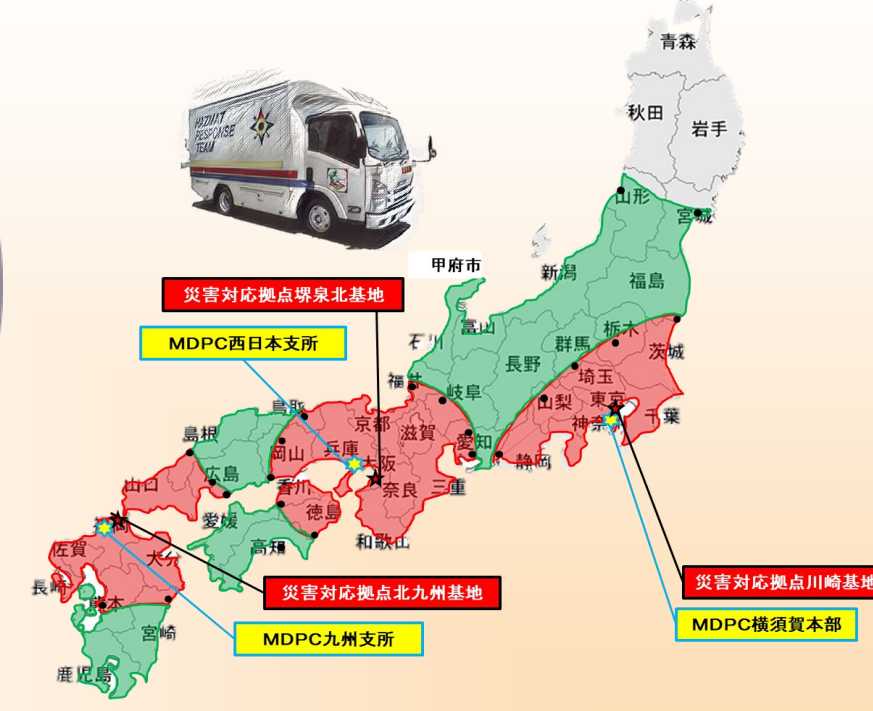 青森
秋田
岩手
HAZMAT
RESPONSE
TEAM
山形
宮城
甲府市
新潟
福島
災害対応拠点堺泉北基地
石川
富山
群馬
栃木
MDPC西日本支所
長野
茨城
福井
岐阜
埼玉
山梨
東京
鳥取
京都
滋賀
神奈川
千葉
島根
岡山
兵庫
大阪
愛知
静岡
広島
香川
奈良
三重
山口
愛媛
徳島
福岡
高知
和歌山
佐賀
大分
長崎
熊本
災害対応拠点北九州基地
災害対応拠点川崎基地
宮崎
MDPC九州支所
MDPC横須賀本部
鹿児島